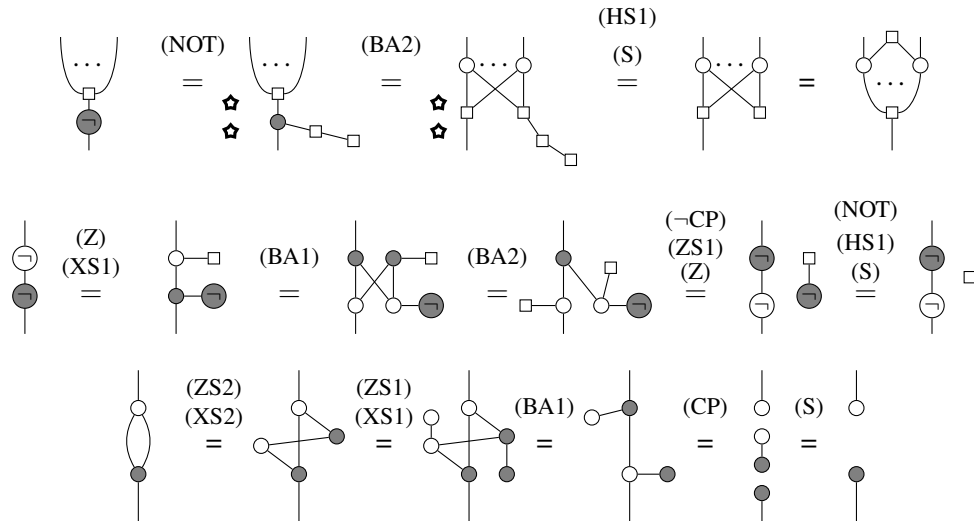 (HS1)
(NOT) (BA2) (S)
... = ... = ... = ... = ...
¬
(Z) (¬CP) (NOT)
(XS1) (BA1) (BA2) (ZS1) (HS1)
¬ = = = (Z) = ¬ (S) = ¬
¬ ¬ ¬ ¬ ¬ ¬
(ZS2) (ZS1)
(XS2) (XS1) (BA1) (CP) (S)
= = = = =